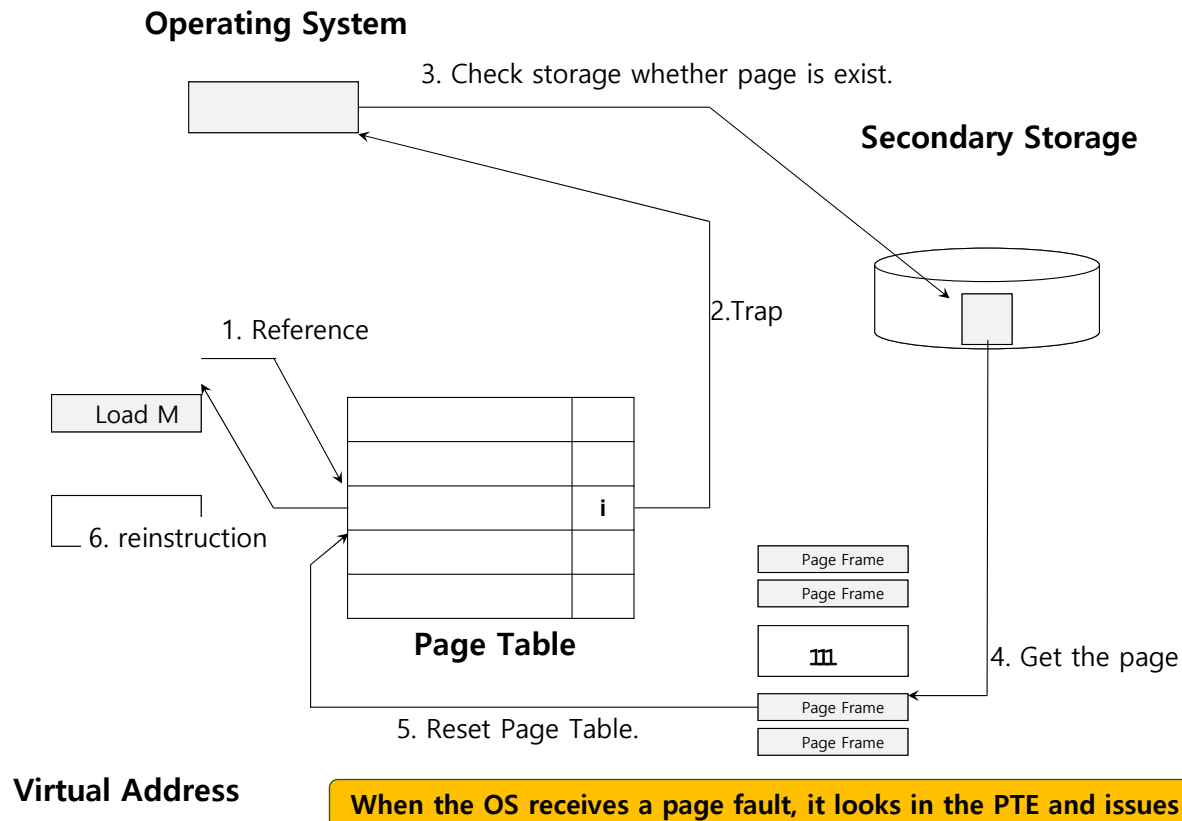 Operating System
3. Check storage whether page is exist.
Secondary Storage
2.Trap
1. Reference
Load M
i
6. reinstruction
Page Frame
Page Frame
Page Table
4. Get the page
Page Frame
5. Reset Page Table.
Page Frame
Virtual Address
When the OS receives a page fault, it looks in the PTE and issues